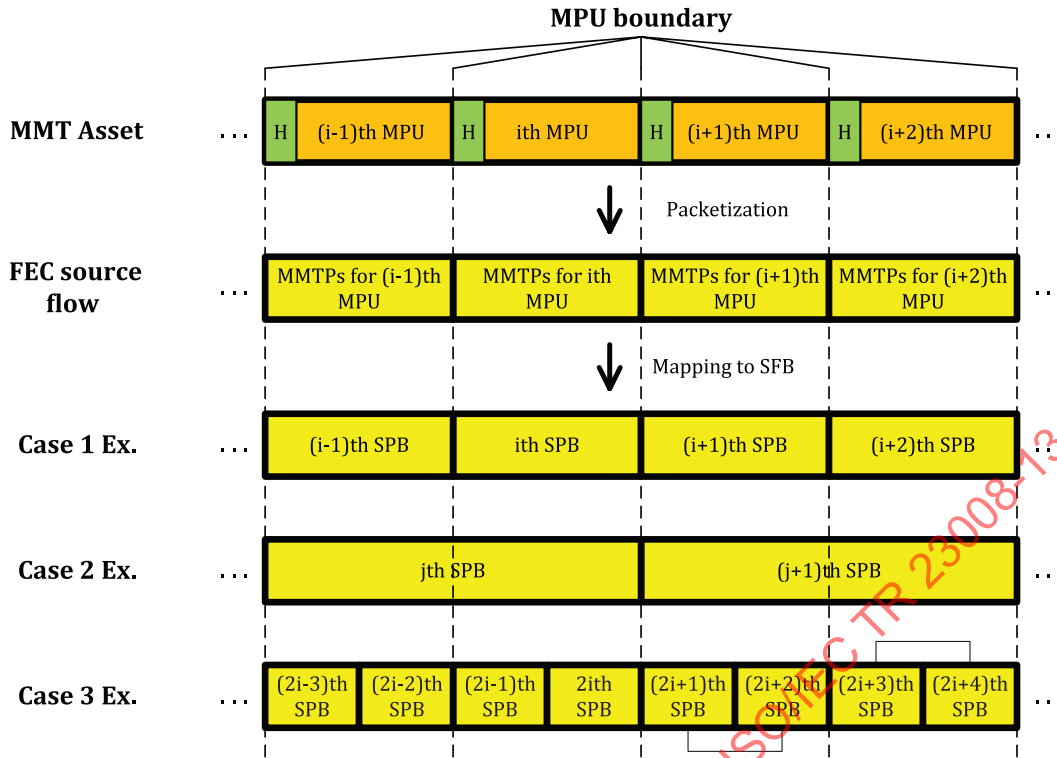 MPU boundary
MMT Asset
... H (i-1)th MPU H ith MPU H (i+1)th MPU H (i+2)th MPU ..
Packetization
FEC source
flow
... MMTPs for (i-1)th
MPU
MMTPs for ith
MPU
MMTPs for (i+1)th
MPU
MMTPs for (i+2)th
MPU ..
Mapping to SFB
Case 1 Ex.
... (i-1)th SPB ith SPB (i+1)th SPB (i+2)th SPB ..
Case 2 Ex.
... jth SPB (j+1)th SPB ..
Case 3 Ex.
... (2i-3)th
SPB
(2i-2)th
SPB
(2i-1)th
SPB
2ith
SPB
(2i+1)th
SPB
(2i+2)th
SPB
(2i+3)th
SPB
(2i+4)th
SPB ..
ISO/IEC TR 23008-13